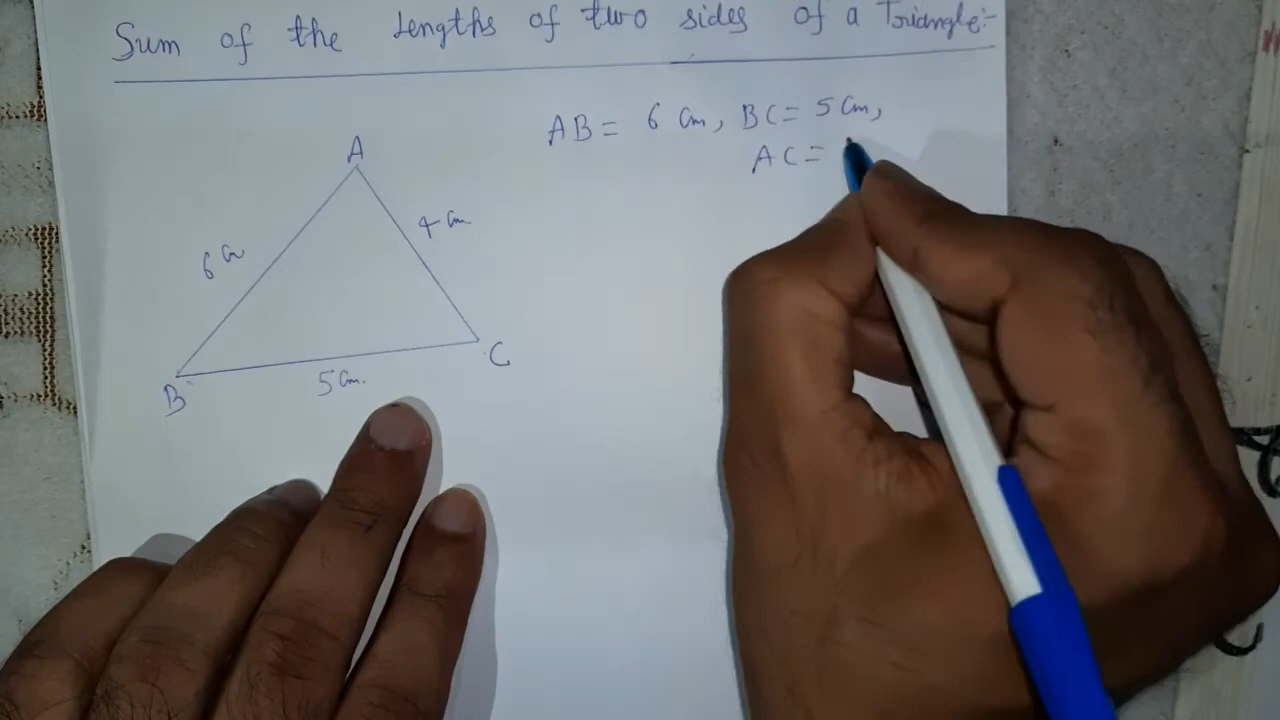 Sum of the Lengths of two sides of a Triangle:-
AB = 6 Cm, BC = 5 Cm,
AC =
A
6 Cm
4 Cm
B
5 Cm.
C